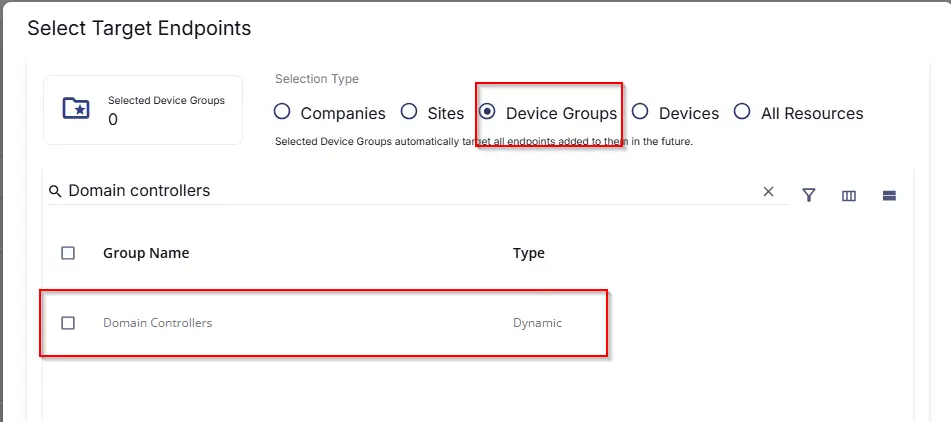 Select Target Endpoints
Selection Type
Selected Device Groups
0
Companies Sites Device Groups Devices All Resources
Selected Device Groups automatically target all endpoints added to them in the future.
Domain controllers
Group Name Type
Domain Controllers Dynamic